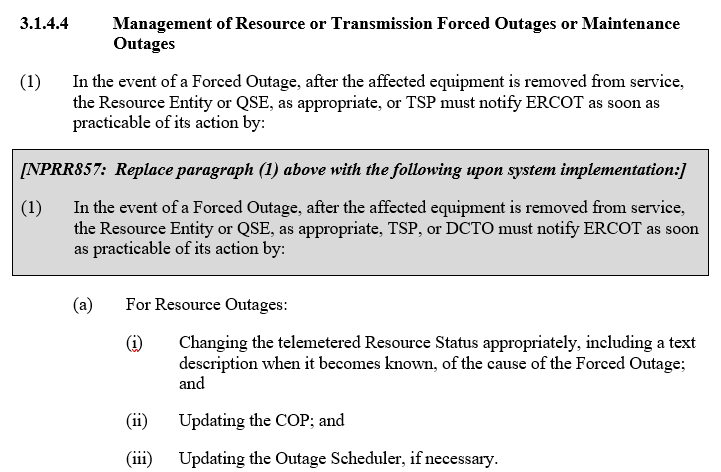 3.1.4.4 Management of Resource or Transmission Forced Outages or Maintenance
Outages
(1) In the event of a Forced Outage, after the affected equipment is removed from service,
the Resource Entity or QSE, as appropriate, or TSP must notify ERCOT as soon as
practicable of its action by:
[NPRR857: Replace paragraph (1) above with the following upon system implementation:]
(1) In the event of a Forced Outage, after the affected equipment is removed from service,
the Resource Entity or QSE, as appropriate, TSP, or DCTO must notify ERCOT as soon
as practicable of its action by:
(a) For Resource Outages:
(i) Changing the telemetered Resource Status appropriately, including a text
description when it becomes known, of the cause of the Forced Outage;
and
(ii) Updating the COP; and
(iii) Updating the Outage Scheduler, if necessary.